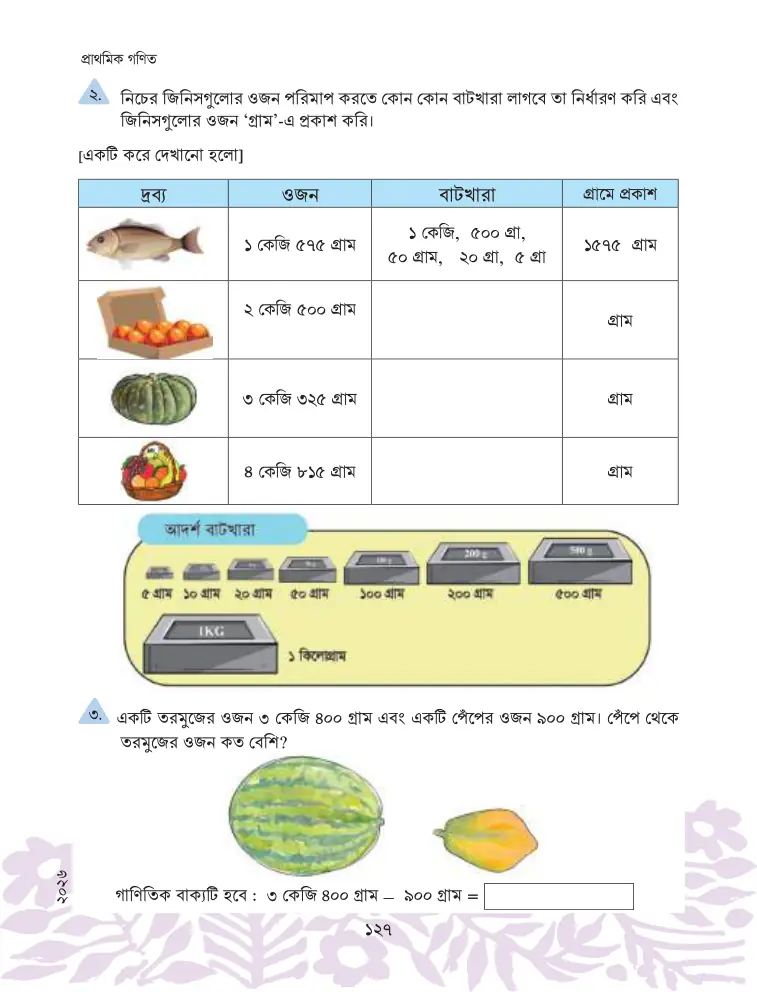 প্রাথমিক গণিত
২. নিচের জিনিসগুলোর ওজন পরিমাপ করতে কোন কোন বাটখারা লাগবে তা নির্ধারণ করি এবং
জিনিসগুলোর ওজন ‘গ্রাম’-এ প্রকাশ করি।
[একটি করে দেখানো হলো]
দ্রব্য ওজন বাটখারা গ্রামে প্রকাশ
১ কেজি ৫৭৫ গ্রাম ১ কেজি, ৫০০ গ্রা, ১৫৭৫ গ্রাম
৫০ গ্রাম, ২০ গ্রা, ৫ গ্রা
২ কেজি ৫০০ গ্রাম গ্রাম
৩ কেজি ৩২৫ গ্রাম গ্রাম
৪ কেজি ৮১৫ গ্রাম গ্রাম
আদর্শ বাটখারা
200 g 500 g
৫ গ্রাম ১০ গ্রাম ২০ গ্রাম ৫০ গ্রাম ১০০ গ্রাম ২০০ গ্রাম ৫০০ গ্রাম
1KG
১ কিলোগ্রাম
৩. একটি তরমুজের ওজন ৩ কেজি ৪০০ গ্রাম এবং একটি পেঁপের ওজন ৯০০ গ্রাম। পেঁপে থেকে
তরমুজের ওজন কত বেশি?
গাণিতিক বাক্যটি হবে : ৩ কেজি ৪০০ গ্রাম – ৯০০ গ্রাম =
২০২৬
১২৭